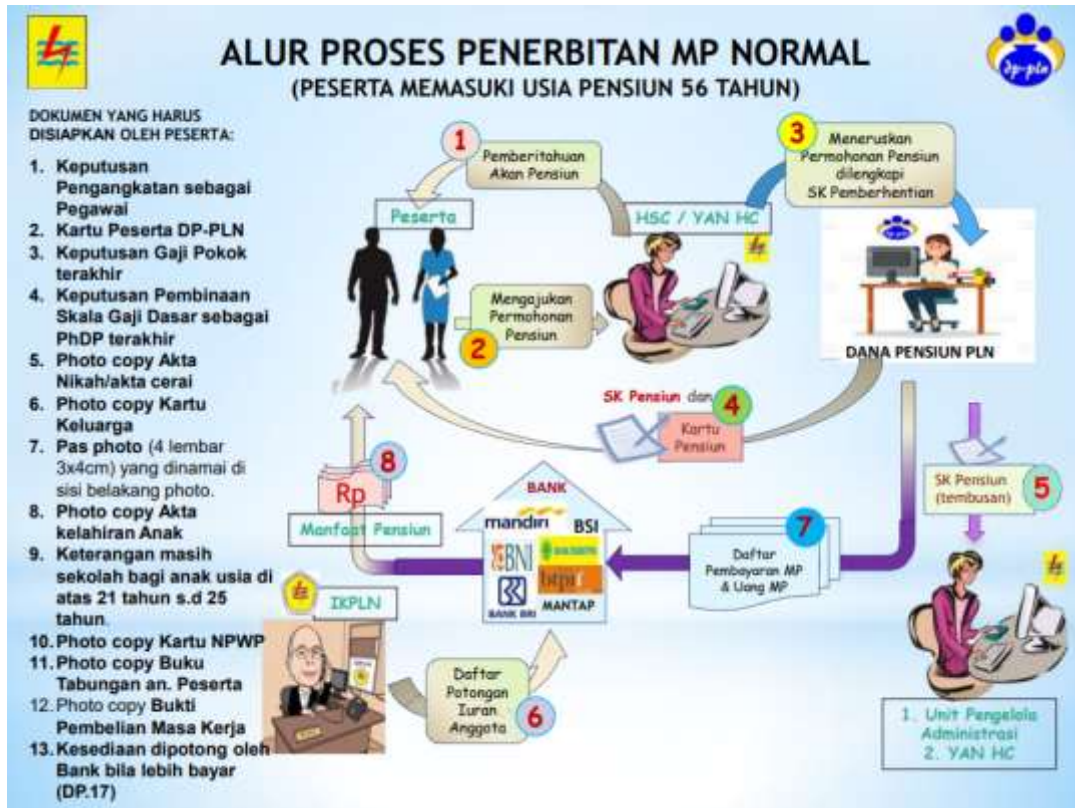 ALUR PROSES PENERBITAN MP NORMAL
(PESERTA MEMASUKI USIA PENSIUN 56 TAHUN)
dp-pln
DOKUMEN YANG HARUS
DISIAPKAN OLEH PESERTA:
1. Keputusan
Pengangkatan sebagai
Pegawai
2. Kartu Peserta DP-PLN
3. Keputusan Gaji Pokok
terakhir
4. Keputusan Pembinaan
Skala Gaji Dasar sebagai
PhDP terakhir
5. Photo copy Akta
Nikah/akta cerai
6. Photo copy Kartu
Keluarga
7. Pas photo (4 lembar
3x4cm) yang dinamai di
sisi belakang photo.
8. Photo copy Akta
kelahiran Anak
9. Keterangan masih
sekolah bagi anak usia di
atas 21 tahun s.d 25
tahun.
10. Photo copy Kartu NPWP
11. Photo copy Buku
Tabungan an. Peserta
12. Photo copy Bukti
Pembelian Masa Kerja
13. Kesediaan dipotong oleh
Bank bila lebih bayar
(DP.17)
1
Pemberitahuan
Akan Pensiun
3
Meneruskan
Permohonan Pensiun
dilengkapi
SK Pemberhentian
Peserta
HSC / YAN HC
Mengajukan
Permohonan
Pensiun
2
DANA PENSIUN PLN
SK Pensiun dan
4
Kartu
Pensiun
8
Rp
Manfaat Pensiun
BANK
mandiri
BSI
BNI
btpn
BANK BRI
MANTAP
7
Daftar
Pembayaran MP
& Uang MP
SK Pensiun
(tembusan)
5
IKPLN
Daftar
Potongan
Iuran
Anggota
6
1. Unit Pengelola
Administrasi
2. YAN HC